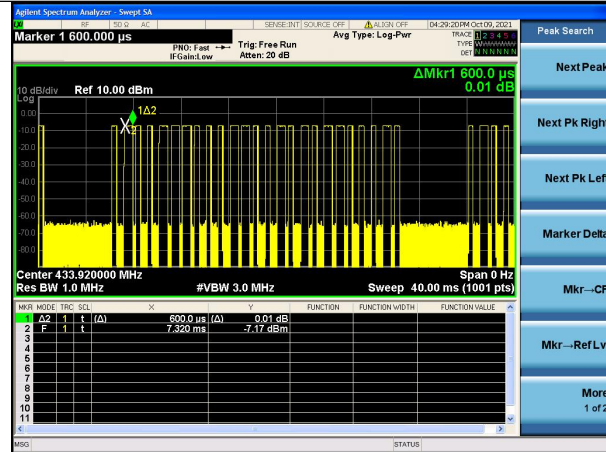 Agilent Spectrum Analyzer - Swept SA
RF 50 Ω AC SENSE:INT SOURCE OFF ALIGN OFF 04:29:20PM Oct 09, 2021
Marker 1 600.000 µs Avg Type: Log-Pwr TRACE 1 2 3 4 5 6
PNO: Fast Trig: Free Run TYPE WWWWWW
IFGain:Low Atten: 20 dB DET N N N N N N
ΔMkr1 600.0 µs
0.01 dB
10 dB/div Ref 10.00 dBm
Log
1Δ2
0.00
X2
-10.0
-20.0
-30.0
-40.0
-50.0
-60.0
-70.0
-80.0
Center 433.920000 MHz Span 0 Hz
Res BW 1.0 MHz #VBW 3.0 MHz Sweep 40.00 ms (1001 pts)
MKR MODE TRC SCL X Y FUNCTION FUNCTION WIDTH FUNCTION VALUE
1 Δ2 1 t (Δ) 600.0 µs (Δ) 0.01 dB
2 F 1 t 7.320 ms -7.17 dBm
3
4
5
6
7
8
9
10
11
MSG STATUS
Peak Search
Next Peak
Next Pk Right
Next Pk Left
Marker Delta
Mkr→CF
Mkr→Ref Lv
More
1 of 2